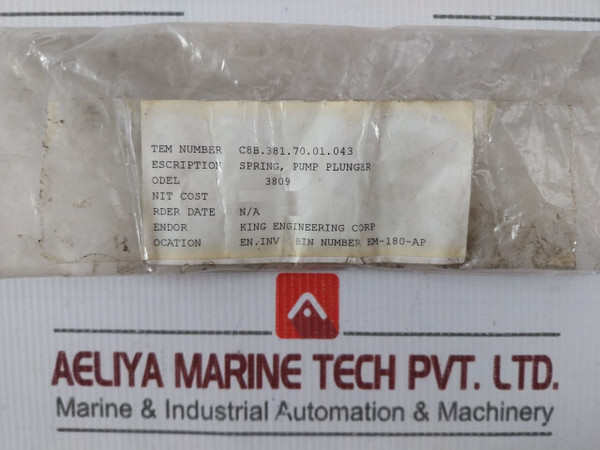 TEM NUMBER C8B.381.70.01.043
ESCRIPTION SPRING, PUMP PLUNGER
ODEL 3809
NIT COST
RDER DATE N/A
ENDOR KING ENGINEERING CORP
OCATION EN.INV BIN NUMBER EM-180-AP
AELIYA MARINE TECH PVT. LTD.
Marine & Industrial Automation & Machinery